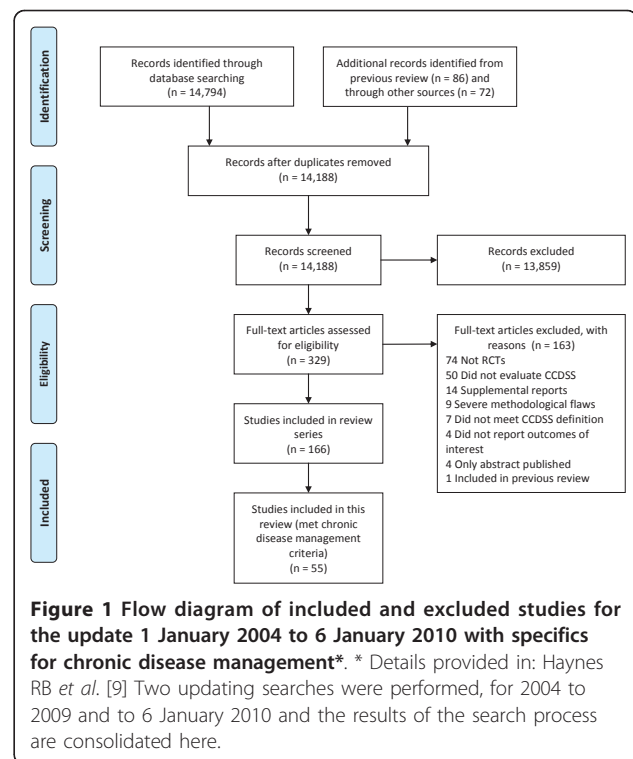 Identification
Records identified through
database searching
(n = 14,794)
Additional records identified from
previous review (n = 86) and
through other sources (n = 72)
Records after duplicates removed
(n = 14,188)
Screening
Records screened
(n = 14,188)
Records excluded
(n = 13,859)
Eligibility
Full-text articles assessed
for eligibility
(n = 329)
Full-text articles excluded, with
reasons (n = 163)
74 Not RCTs
50 Did not evaluate CCDSS
14 Supplemental reports
9 Severe methodological flaws
7 Did not meet CCDSS definition
4 Did not report outcomes of
interest
4 Only abstract published
1 Included in previous review
Studies included in review
series
(n = 166)
Included
Studies included in this
review (met chronic
disease management
criteria)
(n = 55)
Figure 1 Flow diagram of included and excluded studies for
the update 1 January 2004 to 6 January 2010 with specifics
for chronic disease management*. * Details provided in: Haynes
RB et al. [9] Two updating searches were performed, for 2004 to
2009 and to 6 January 2010 and the results of the search process
are consolidated here.